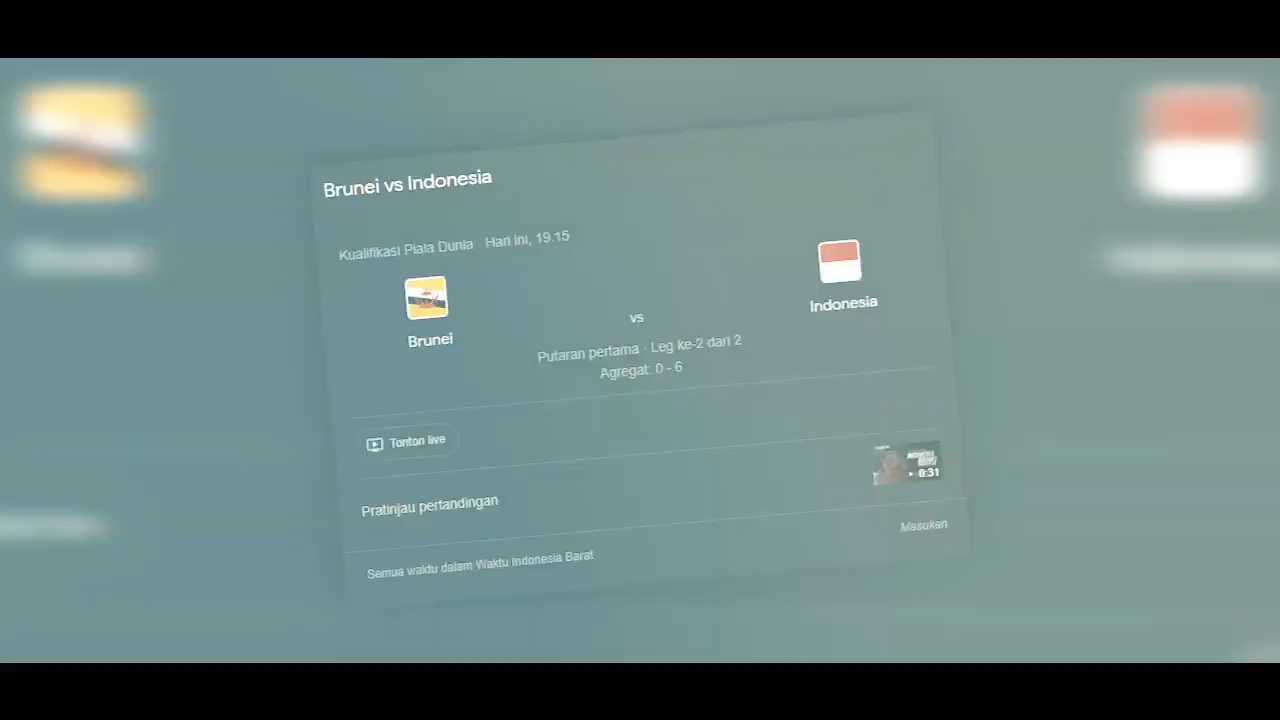 Brunei vs Indonesia
Kualifikasi Piala Dunia · Hari ini, 19.15
Brunei
vs
Indonesia
Putaran pertama · Leg ke-2 dari 2
Agregat: 0 - 6
Tonton live
Pratinjau pertandingan
0:31
Masukan
Semua waktu dalam Waktu Indonesia Barat